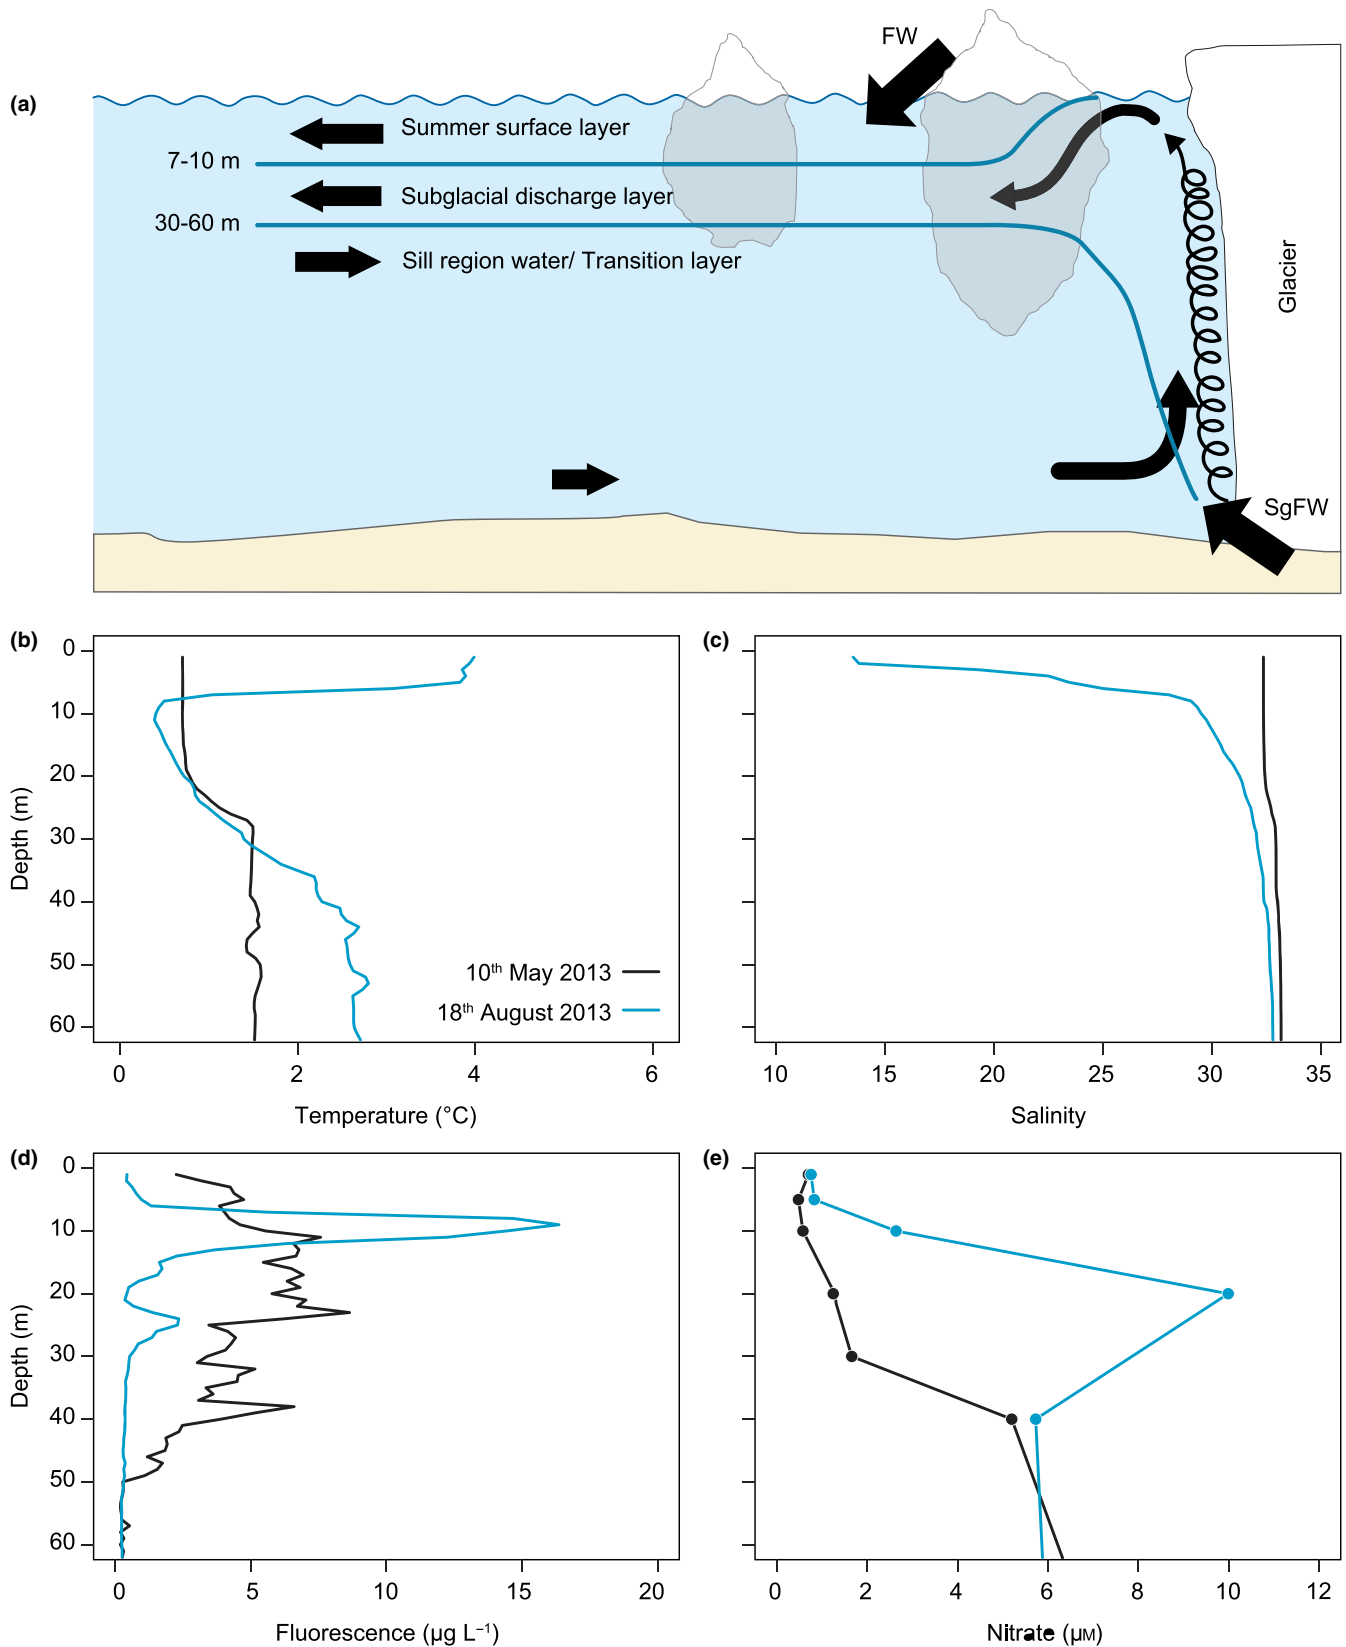 (a)
FW
Summer surface layer
7-10 m
Subglacial discharge layer
30-60 m
Sill region water/ Transition layer
Glacier
SgFW
(b)
0
10
20
30
40
50
60
Depth (m)
10th May 2013
18th August 2013
0 2 4 6
Temperature (°C)
(c)
10 15 20 25 30 35
Salinity
(d)
0
10
20
30
40
50
60
Depth (m)
0 5 10 15 20
Fluorescence (µg L⁻¹)
(e)
0 2 4 6 8 10 12
Nitrate (µM)